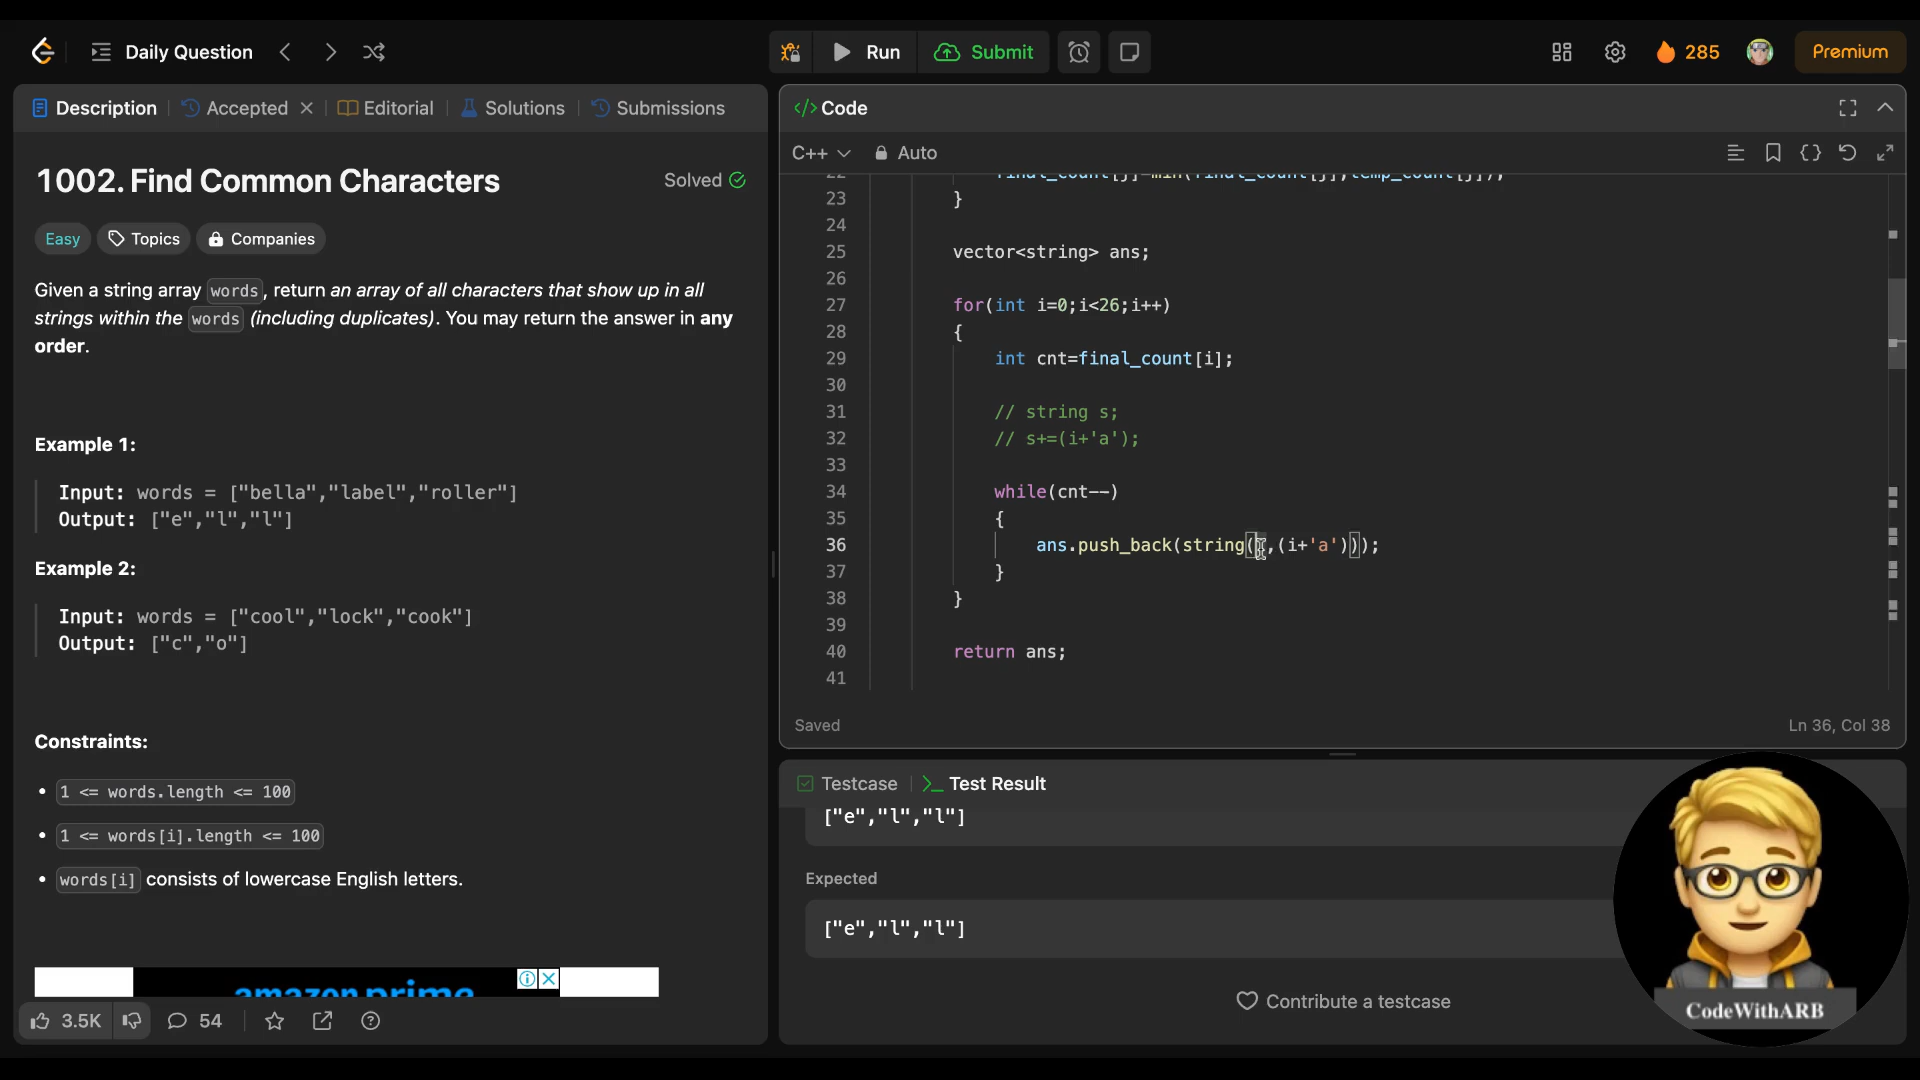 Daily Question
Run
Submit
285
Premium
Description
Accepted
Editorial
Solutions
Submissions
</> Code
C++
Auto
1002. Find Common Characters
Solved
Easy
Topics
Companies
Given a string array words, return an array of all characters that show up in all
strings within the words (including duplicates). You may return the answer in any
order.
Example 1:
Input: words = ["bella","label","roller"]
Output: ["e","l","l"]
Example 2:
Input: words = ["cool","lock","cook"]
Output: ["c","o"]
Constraints:
1 <= words.length <= 100
1 <= words[i].length <= 100
words[i] consists of lowercase English letters.
amazon prime
3.5K
54
22 final_count[j]=min(final_count[j],temp_count[j]);
23 }
24
25 vector<string> ans;
26
27 for(int i=0;i<26;i++)
28 {
29 int cnt=final_count[i];
30
31 // string s;
32 // s+=(i+'a');
33
34 while(cnt--)
35 {
36 ans.push_back(string( ,(i+'a')));
37 }
38 }
39
40 return ans;
41
Saved
Ln 36, Col 38
Testcase
Test Result
["e","l","l"]
Expected
["e","l","l"]
Contribute a testcase
CodeWithARB